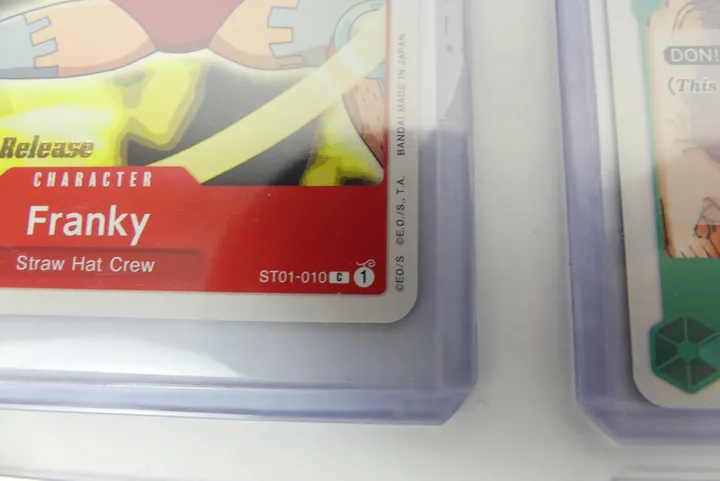 Release
CHARACTER
Franky
Straw Hat Crew
ST01-010 C 1
©EO/S ©E.O./S., T.A. BANDAI MADE IN JAPAN
DON!
(This